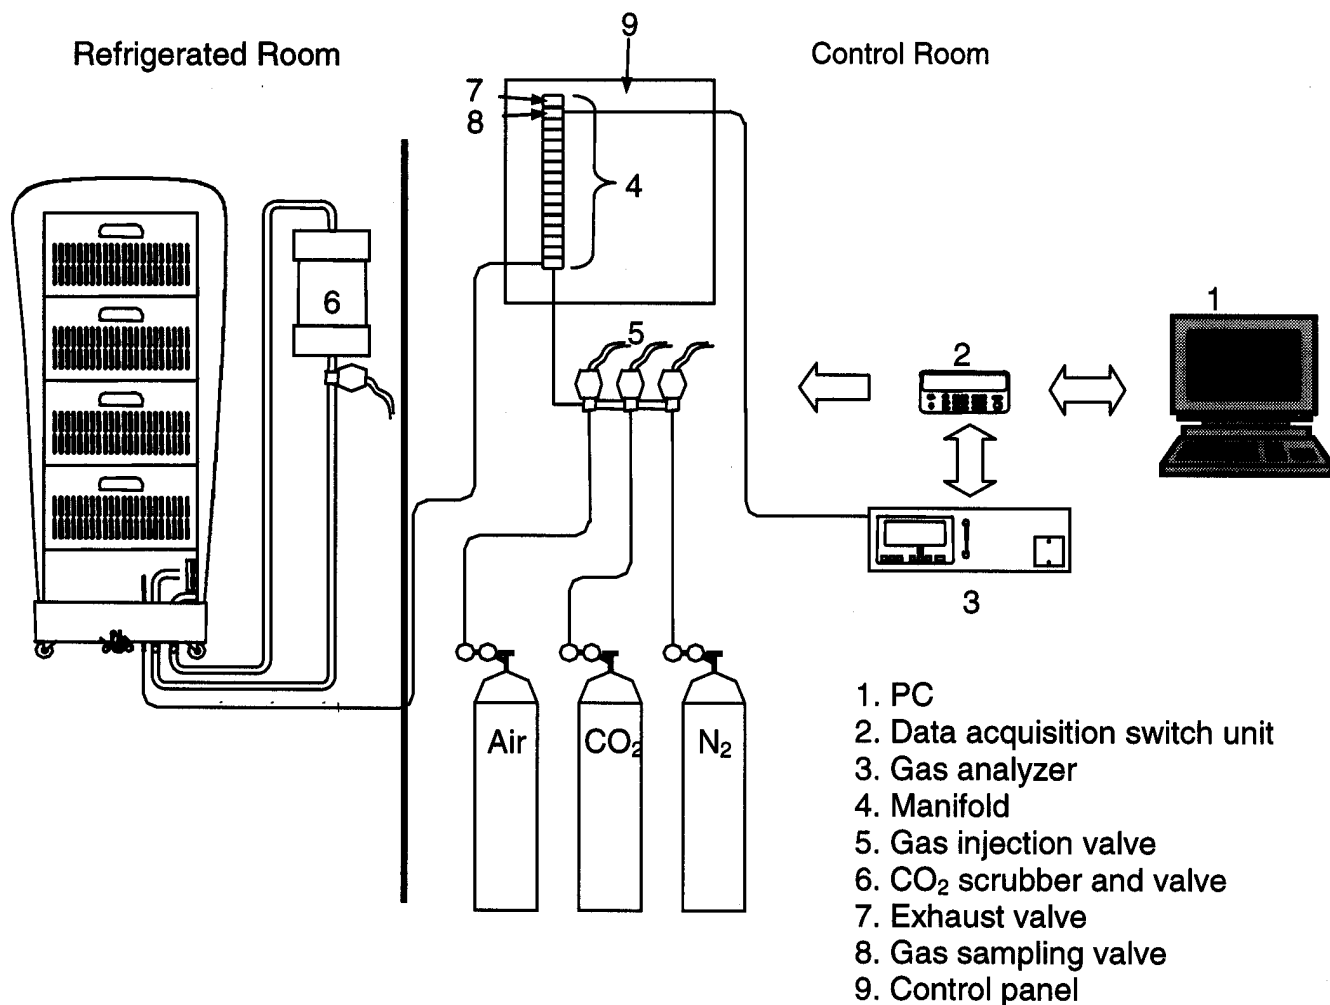 Refrigerated Room
9
Control Room
7
8
4
6
5
1
2
3
Air
CO₂
N₂
1. PC
2. Data acquisition switch unit
3. Gas analyzer
4. Manifold
5. Gas injection valve
6. CO₂ scrubber and valve
7. Exhaust valve
8. Gas sampling valve
9. Control panel